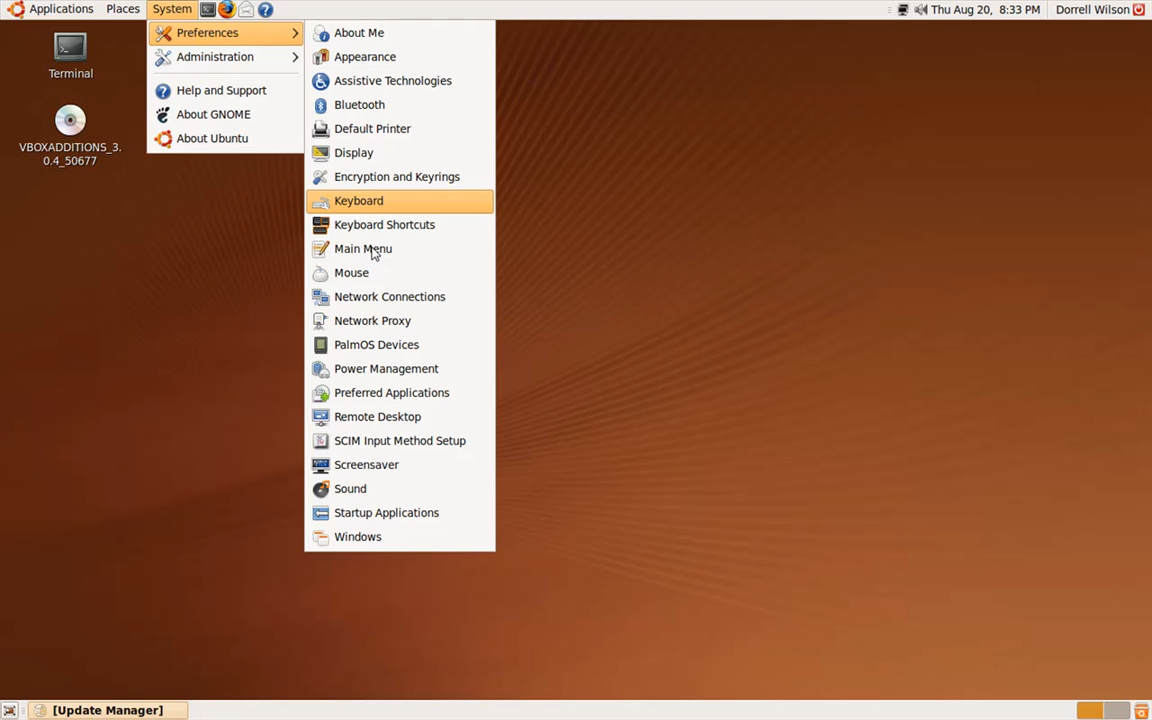 Applications Places System Thu Aug 20, 8:33 PM Dorrell Wilson
Terminal
VBOXADDITIONS_3.
0.4_50677
Preferences
Administration
Help and Support
About GNOME
About Ubuntu
About Me
Appearance
Assistive Technologies
Bluetooth
Default Printer
Display
Encryption and Keyrings
Keyboard
Keyboard Shortcuts
Main Menu
Mouse
Network Connections
Network Proxy
PalmOS Devices
Power Management
Preferred Applications
Remote Desktop
SCIM Input Method Setup
Screensaver
Sound
Startup Applications
Windows
[Update Manager]